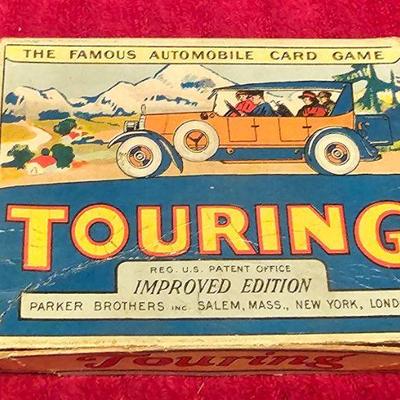 THE FAMOUS AUTOMOBILE CARD GAME
TOURING
REG. U.S. PATENT OFFICE
IMPROVED EDITION
PARKER BROTHERS INC. SALEM, MASS., NEW YORK, LOND
Touring